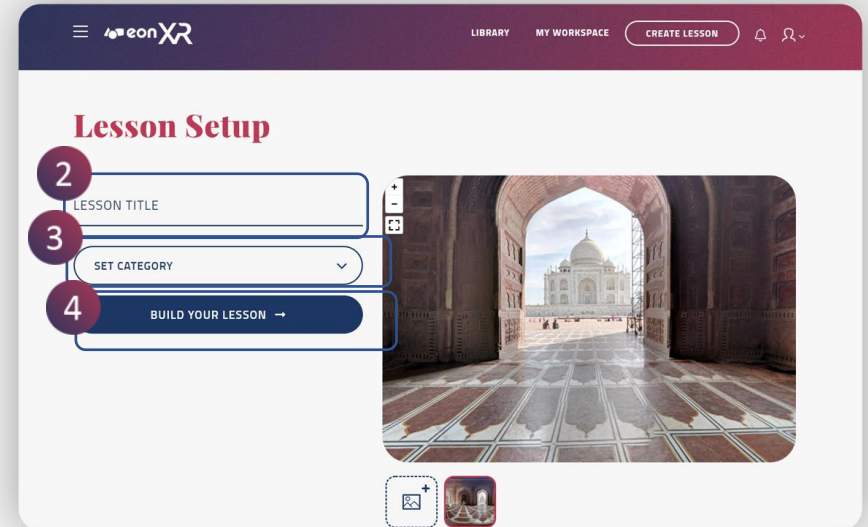 eonXR
LIBRARY MY WORKSPACE CREATE LESSON
Lesson Setup
2
LESSON TITLE
3
SET CATEGORY
4
BUILD YOUR LESSON →
+
-